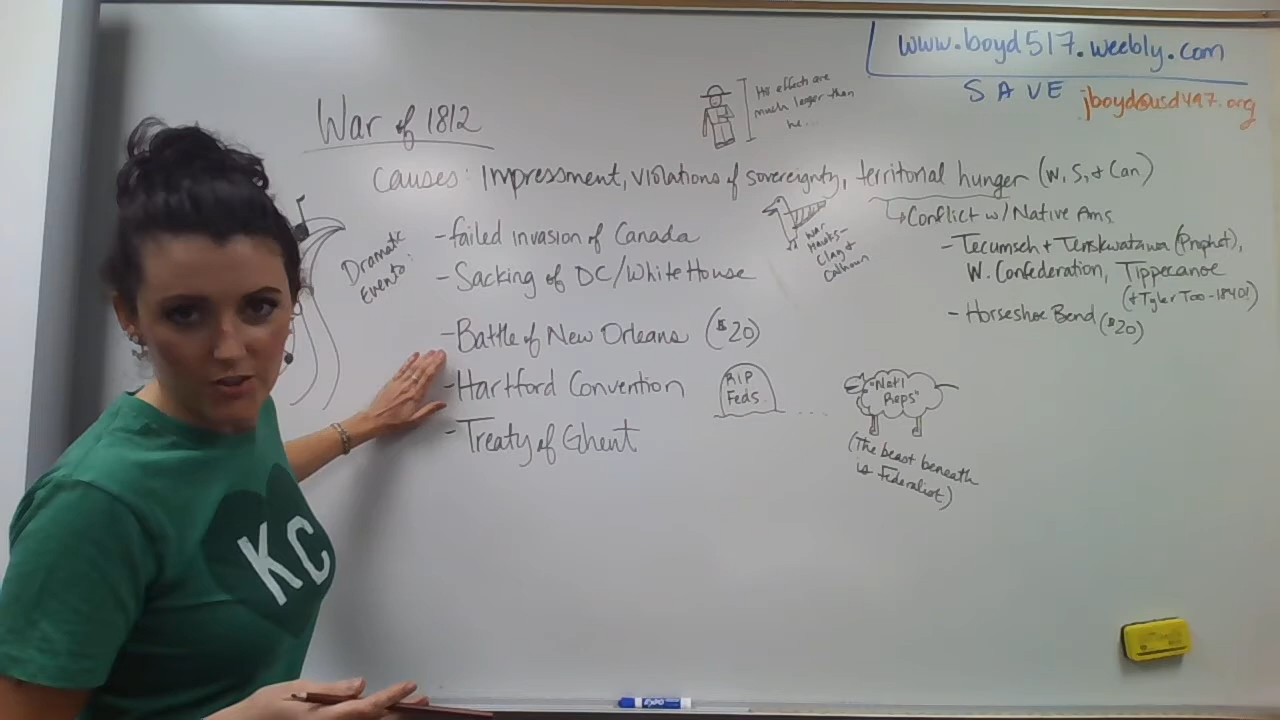 www.boyd517.weebly.com
SAVE
jboyd@usd497.org
His effects are
much larger than
he...
War of 1812
causes: Impressment, violations of sovereignty, territorial hunger (W, S, + Can)
↳Conflict w/ Native Ams.
- Tecumseh + Tenskwatawa (Prophet),
W. Confederation, Tippecanoe
(+ Tyler Too - 1840!)
- Horseshoe Bend ($20)
War
Hawks-
Clay +
Calhoun
Dramatic
Events:
- failed invasion of Canada
- Sacking of DC/White House
- Battle of New Orleans ($20)
- Hartford Convention
- Treaty of Ghent
RIP
Feds.
....
"Nat'l
Reps"
(The beast beneath
is Federalist)
KC
EXPO